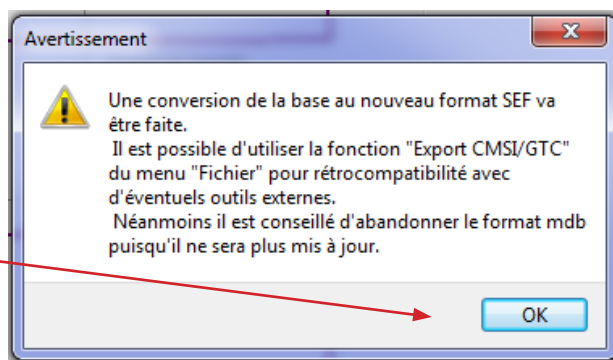 Avertissement
Une conversion de la base au nouveau format SEF va
être faite.
Il est possible d'utiliser la fonction "Export CMSI/GTC"
du menu "Fichier" pour rétrocompatibilité avec
d'éventuels outils externes.
Néanmoins il est conseillé d'abandonner le format mdb
puisqu'il ne sera plus mis à jour.
OK